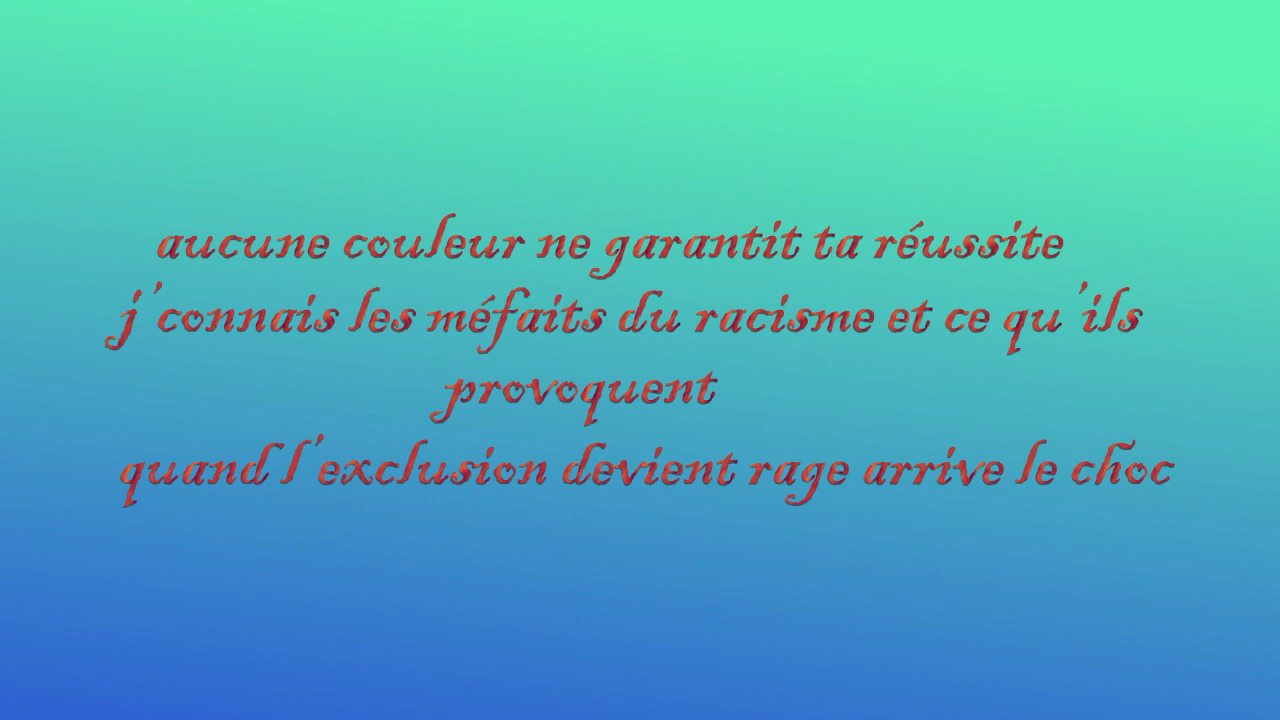 aucune couleur ne garantit ta réussite
j'connais les méfaits du racisme et ce qu'ils
provoquent
quand l'exclusion devient rage arrive le choc